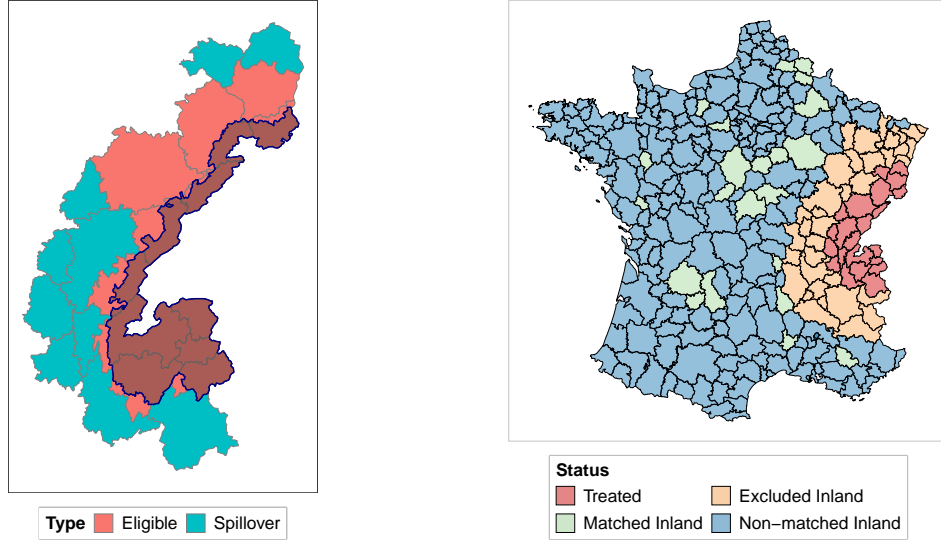 Type Eligible Spillover
Status
Treated Excluded Inland
Matched Inland Non−matched Inland